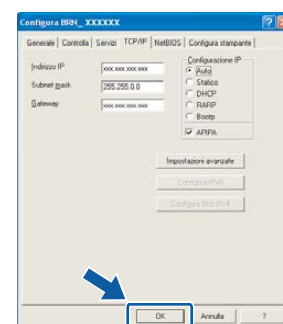 Configura BRN_XXXXXX
Generale Controlla Servizi TCP/IP NetBIOS Configura stampante
Indirizzo IP xxx.xxx.xxx.xxx
Subnet mask 255.255.0.0
Gateway xxx.xxx.xxx.xxx
Configurazione IP
Auto
Statico
DHCP
RARP
Bootp
APIPA
Impostazioni avanzate
Configura IPv6
Configura filtro IPv4
OK Annulla ?